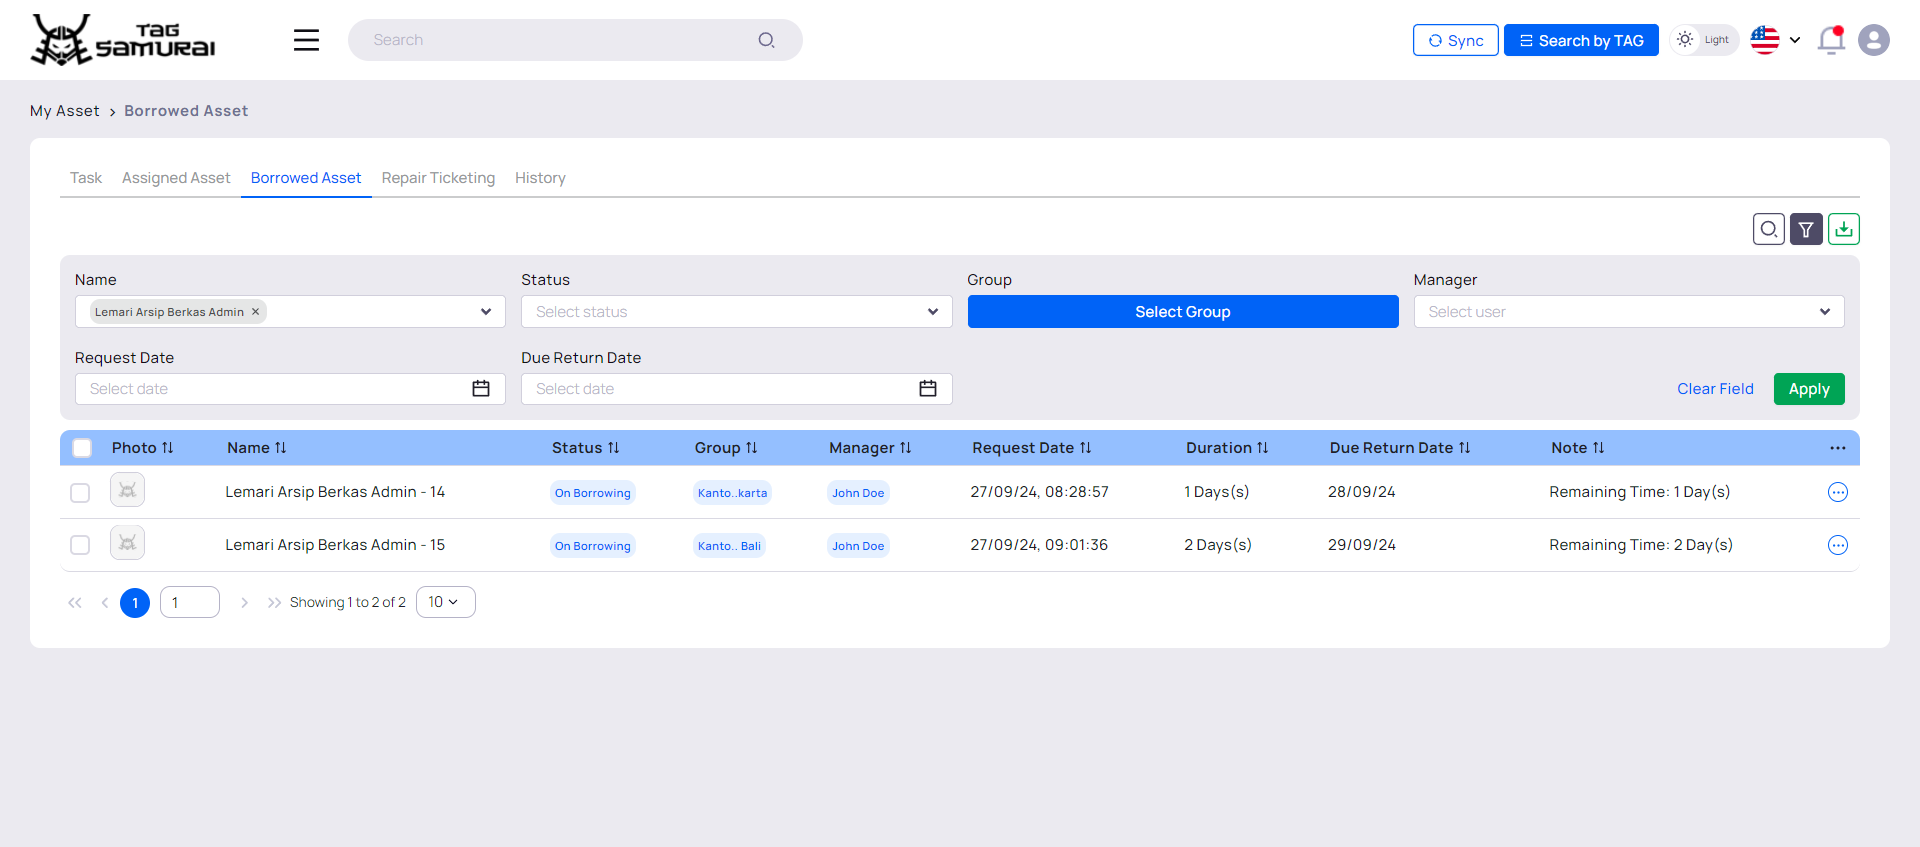 TAG
SAMURAI
Search
Sync
Search by TAG
Light
My Asset > Borrowed Asset
Task Assigned Asset Borrowed Asset Repair Ticketing History
Name Status Group Manager
Lemari Arsip Berkas Admin × Select status Select Group Select user
Request Date Due Return Date
Select date Select date Clear Field Apply
Photo Name Status Group Manager Request Date Duration Due Return Date Note
Lemari Arsip Berkas Admin - 14 On Borrowing Kanto..karta John Doe 27/09/24, 08:28:57 1 Days(s) 28/09/24 Remaining Time: 1 Day(s)
Lemari Arsip Berkas Admin - 15 On Borrowing Kanto.. Bali John Doe 27/09/24, 09:01:36 2 Days(s) 29/09/24 Remaining Time: 2 Day(s)
1 1 Showing 1 to 2 of 2 10